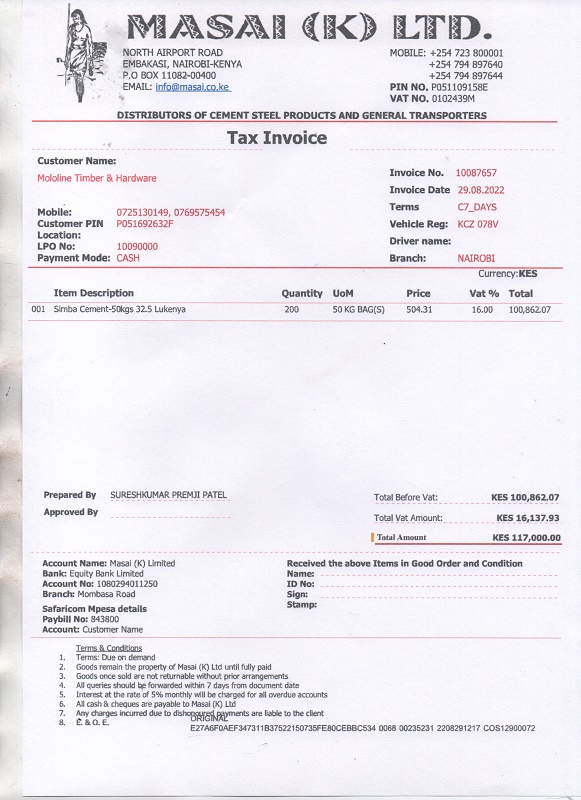 MASAI (K) LTD.
NORTH AIRPORT ROAD
EMBAKASI, NAIROBI-KENYA
P.O BOX 11082-00400
EMAIL: info@masai.co.ke
MOBILE: +254 723 800001
+254 794 897640
+254 794 897644
PIN NO. P051109158E
VAT NO. 0102439M
DISTRIBUTORS OF CEMENT STEEL PRODUCTS AND GENERAL TRANSPORTERS
Tax Invoice
Customer Name:
Mololine Timber & Hardware
Mobile: 0725130149, 0769575454
Customer PIN P051692632F
Location:
LPO No: 10090000
Payment Mode: CASH
Invoice No. 10087657
Invoice Date 29.08.2022
Terms C7_DAYS
Vehicle Reg: KCZ 078V
Driver name:
Branch: NAIROBI
Currency:KES
Item Description Quantity UoM Price Vat % Total
001 Simba Cement-50kgs 32.5 Lukenya 200 50 KG BAG(S) 504.31 16.00 100,862.07
Prepared By SURESHKUMAR PREMJI PATEL
Approved By
Total Before Vat: KES 100,862.07
Total Vat Amount: KES 16,137.93
Total Amount KES 117,000.00
Account Name: Masai (K) Limited
Bank: Equity Bank Limited
Account No: 1080294011250
Branch: Mombasa Road
Safaricom Mpesa details
Paybill No: 843800
Account: Customer Name
Received the above Items in Good Order and Condition
Name:
ID No:
Sign:
Stamp:
Terms & Conditions
1. Terms: Due on demand
2. Goods remain the property of Masai (K) Ltd until fully paid
3. Goods once sold are not returnable without prior arrangements
4. All queries should be forwarded within 7 days from document date
5. Interest at the rate of 5% monthly will be charged for all overdue accounts
6. All cash & cheques are payable to Masai (K) Ltd
7. Any charges incurred due to dishonoured payments are liable to the client
8. E. & O. E.
ORIGINAL
E27A6F0AEF347311B37522150735FE80CEBBC534 0068 00235231 2208291217 COS12900072